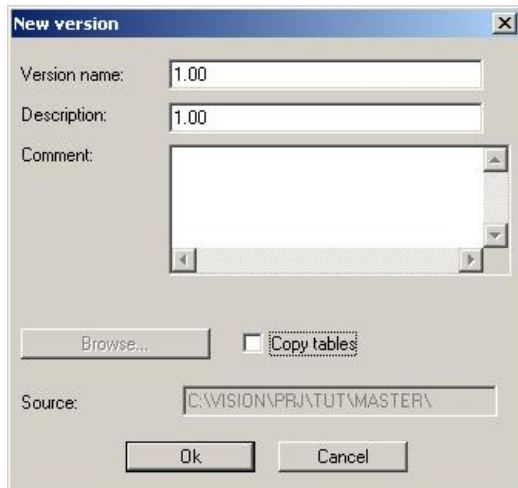 New version
Version name: 1.00
Description: 1.00
Comment:
Browse... Copy tables
Source: C:\VISION\PRJ\TUT\MASTER\
Ok Cancel